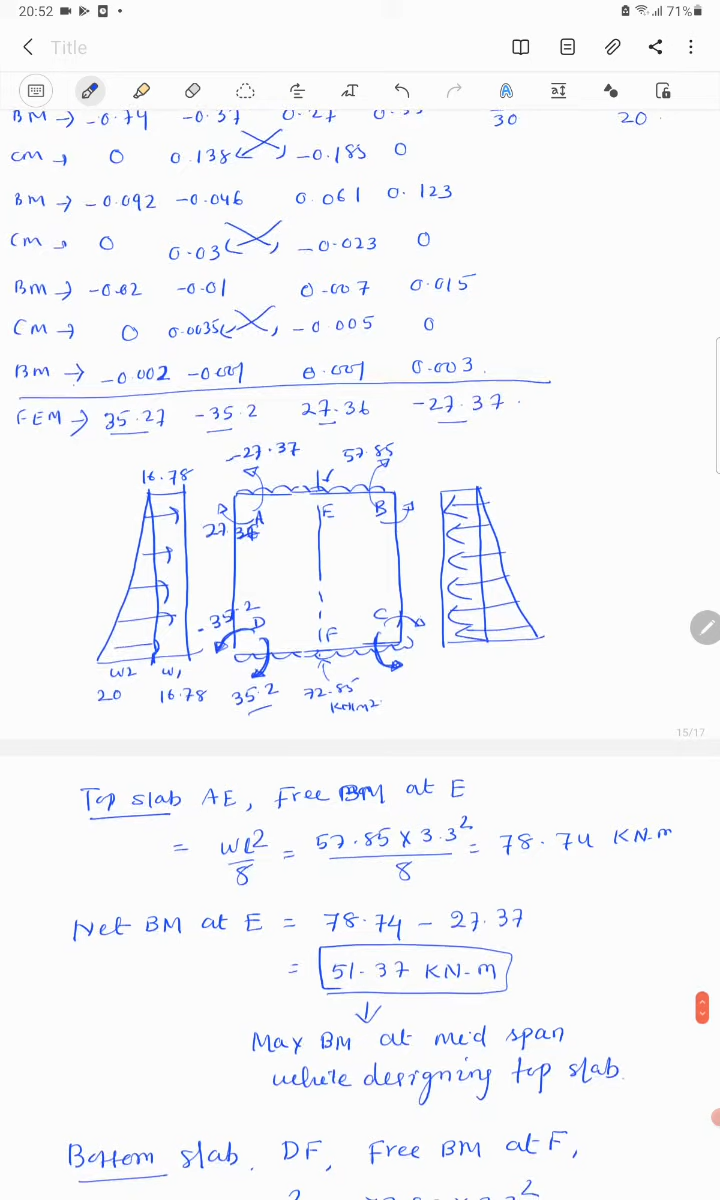 20:52 71%
Title
BM → -0.74 -0.37 0.27
30 20
CM → 0 0.138 -0.185 0
BM → -0.092 -0.046 0.061 0.123
CM → 0 0.03 -0.023 0
BM → -0.02 -0.01 0.007 0.015
CM → 0 0.0035 -0.005 0
BM → -0.002 -0.001 0.001 0.003
FEM → 35.27 -35.2 27.36 -27.37
-27.37 57.85
16.78
A E B
27.36
-35.2
D F C
W2 W1
20 16.78 35.2 72.85
KN/m2
15/17
Top slab AE, Free BM at E
= wl2/8 = 57.85 x 3.3^2/8 = 78.74 KN-m
Net BM at E = 78.74 - 27.37
= 51.37 KN-m
↓
Max BM at mid span
while designing top slab.
Bottom slab. DF, Free BM at F,